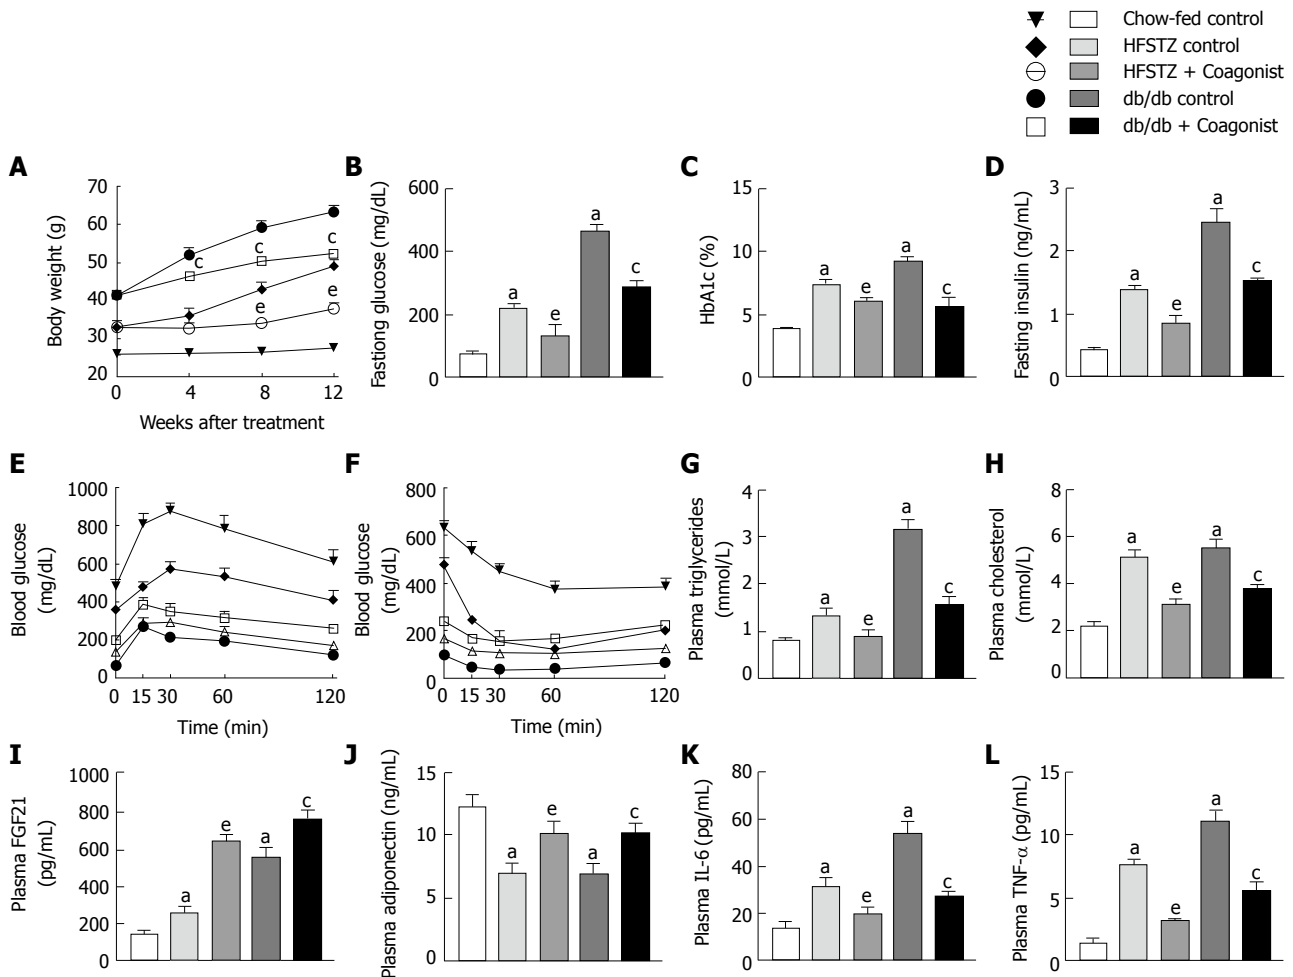 Chow-fed control
HFSTZ control
HFSTZ + Coagonist
db/db control
db/db + Coagonist
A
Body weight (g)
70
60
50
40
30
20
c
c
c
e
e
0
4
8
12
Weeks after treatment
B
Fastiong glucose (mg/dL)
600
400
200
0
a
e
a
c
C
HbA1c (%)
15
10
5
0
a
e
a
c
D
Fasting insulin (ng/mL)
3
2
1
0
a
e
a
c
E
Blood glucose
(mg/dL)
1000
800
600
400
200
0
0
15
30
60
120
Time (min)
F
Blood glucose
(mg/dL)
800
600
400
200
0
0
15
30
60
120
Time (min)
G
Plasma triglycerides
(mmol/L)
4
3
2
1
0
a
e
a
c
H
Plasma cholesterol
(mmol/L)
8
6
4
2
0
a
e
a
c
I
Plasma FGF21
(pg/mL)
1000
800
600
400
200
0
a
e
a
c
J
Plasma adiponectin (ng/mL)
15
10
5
0
a
e
a
c
K
Plasma IL-6 (pg/mL)
80
60
40
20
0
a
e
a
c
L
Plasma TNF-α (pg/mL)
15
10
5
0
a
e
a
c